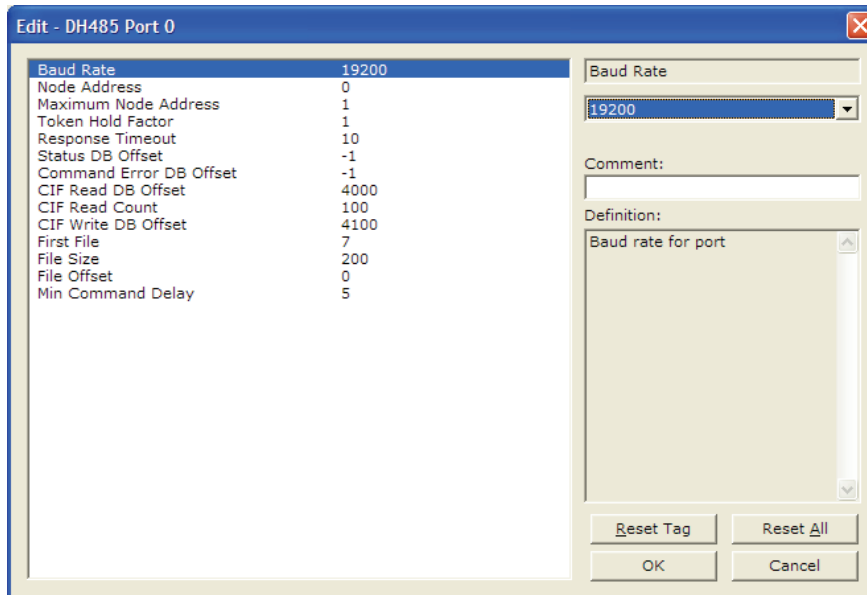 Edit - DH485 Port 0
Baud Rate 19200
Node Address 0
Maximum Node Address 1
Token Hold Factor 1
Response Timeout 10
Status DB Offset -1
Command Error DB Offset -1
CIF Read DB Offset 4000
CIF Read Count 100
CIF Write DB Offset 4100
First File 7
File Size 200
File Offset 0
Min Command Delay 5
Baud Rate
19200
Comment:
Definition:
Baud rate for port
Reset Tag Reset All
OK Cancel